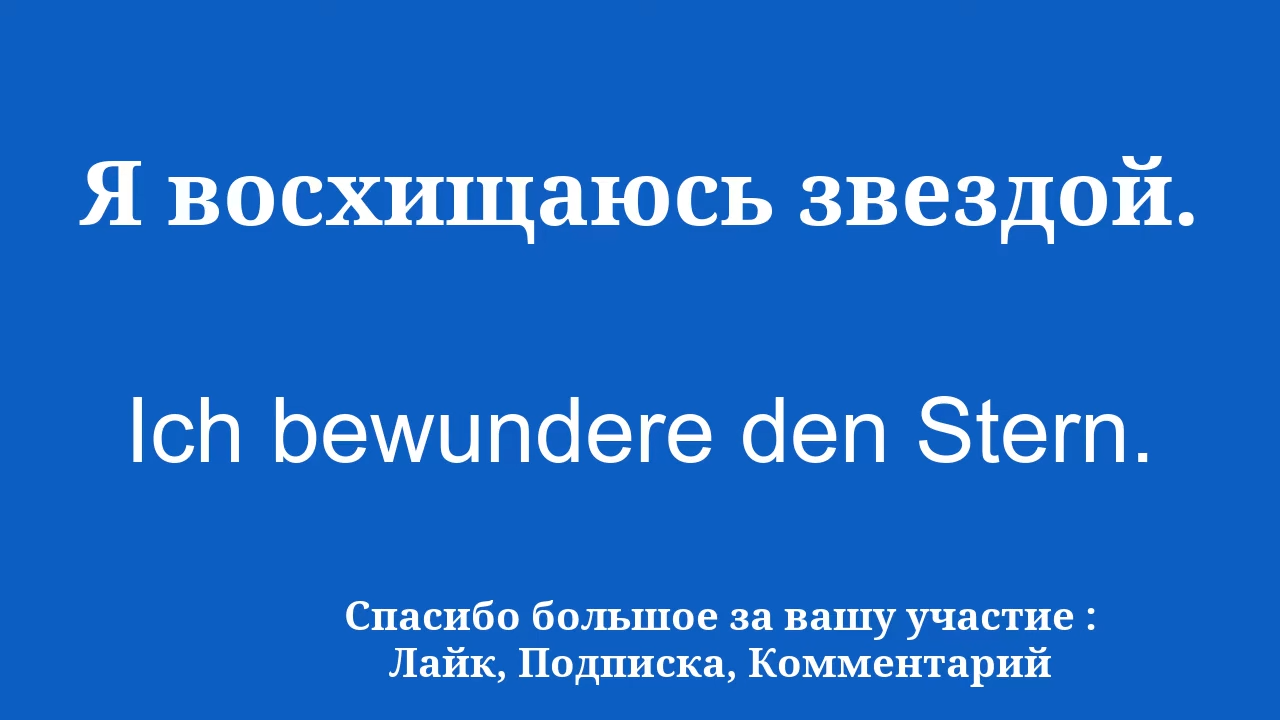 Я восхищаюсь звездой.
Ich bewundere den Stern.
Спасибо большое за вашу участие :
Лайк, Подписка, Комментарий